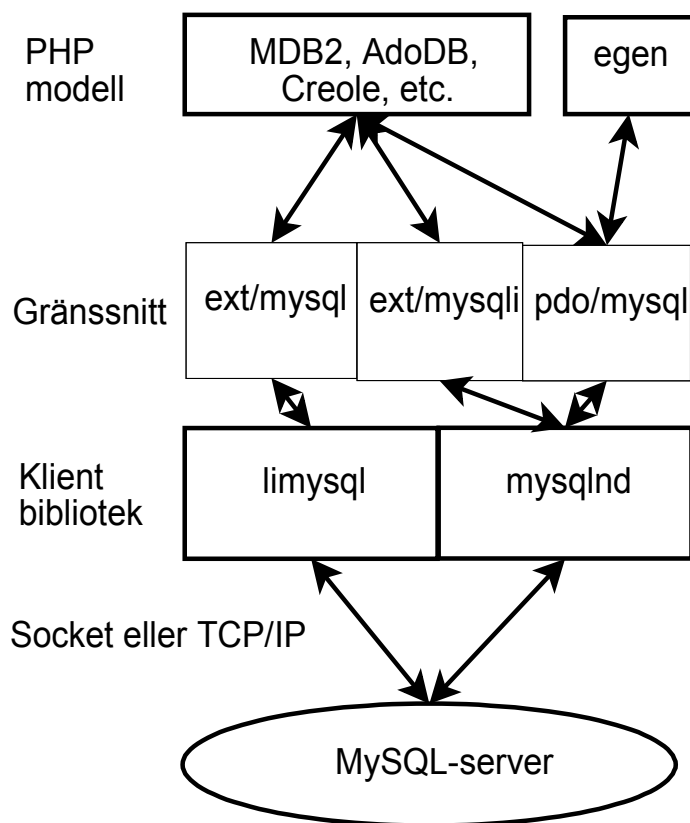 PHP
modell
MDB2, AdoDB,
Creole, etc.
egen
Gränssnitt
ext/mysql
ext/mysqli
pdo/mysql
Klient
bibliotek
limysql
mysqlnd
Socket eller TCP/IP
MySQL-server